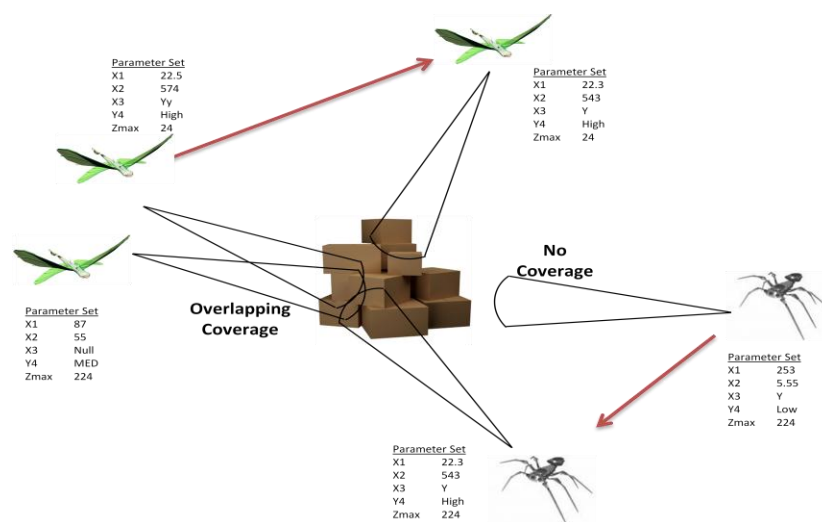 Parameter Set
X1 22.5
X2 574
X3 Yy
Y4 High
Zmax 24
Parameter Set
X1 22.3
X2 543
X3 Y
Y4 High
Zmax 24
No
Coverage
Overlapping
Coverage
Parameter Set
X1 87
X2 55
X3 Null
Y4 MED
Zmax 224
Parameter Set
X1 253
X2 5.55
X3 Y
Y4 Low
Zmax 224
Parameter Set
X1 22.3
X2 543
X3 Y
Y4 High
Zmax 224